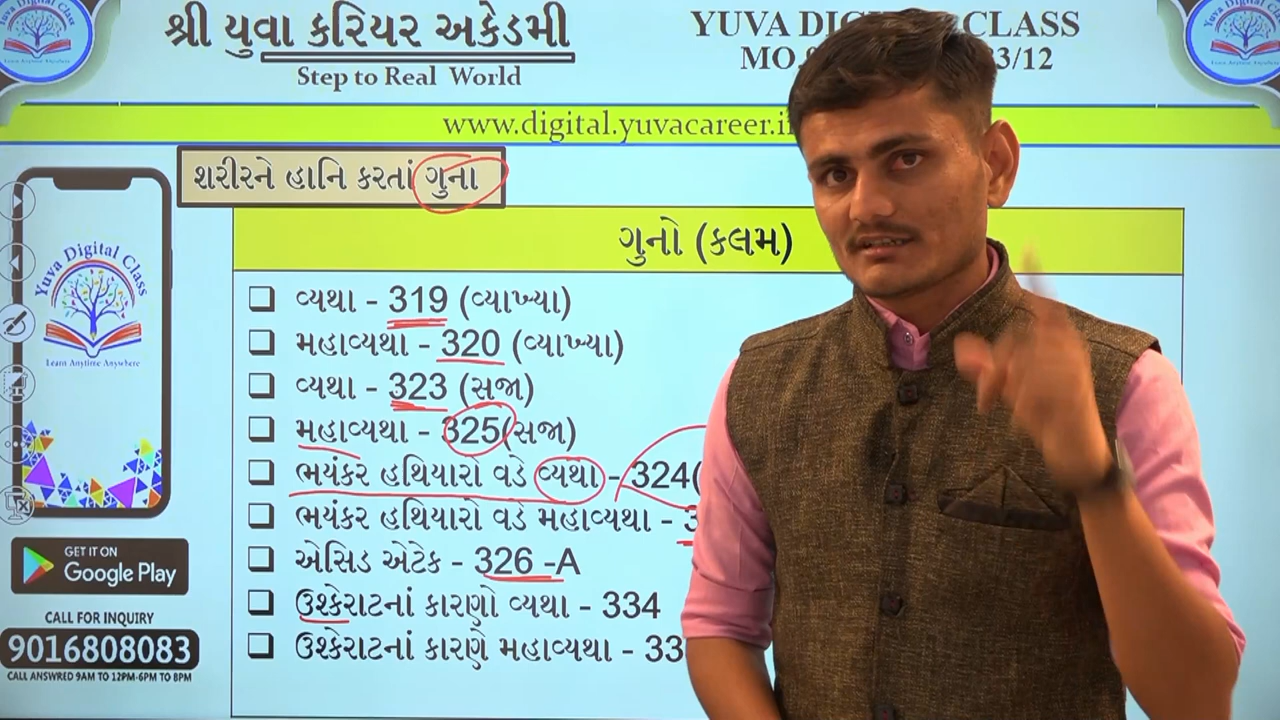 શ્રી યુવા કરિયર અકેડમી
Step to Real World
YUVA CLASS
www.digital.yuvacareer.i
શરીરને હાનિ કરતાં ગુના
ગુનો (કલમ)
વ્યથા - 319 (વ્યાખ્યા)
મહાવ્યથા - 320 (વ્યાખ્યા)
વ્યથા - 323 (સજા)
મહાવ્યથા - 325(સજા)
ભયંકર હથિયારો વડે વ્યથા - 324(
ભયંકર હથિયારો વડે મહાવ્યથા - 3
એસિડ એટેક - 326 -A
ઉશ્કેરાટનાં કારણો વ્યથા - 334
ઉશ્કેરાટનાં કારણે મહાવ્યથા - 33
Yuva Digital Class
Learn Anytime Anywhere
GET IT ON
Google Play
CALL FOR INQUIRY
9016808083
CALL ANSWRED 9AM TO 12PM-6PM TO 8PM